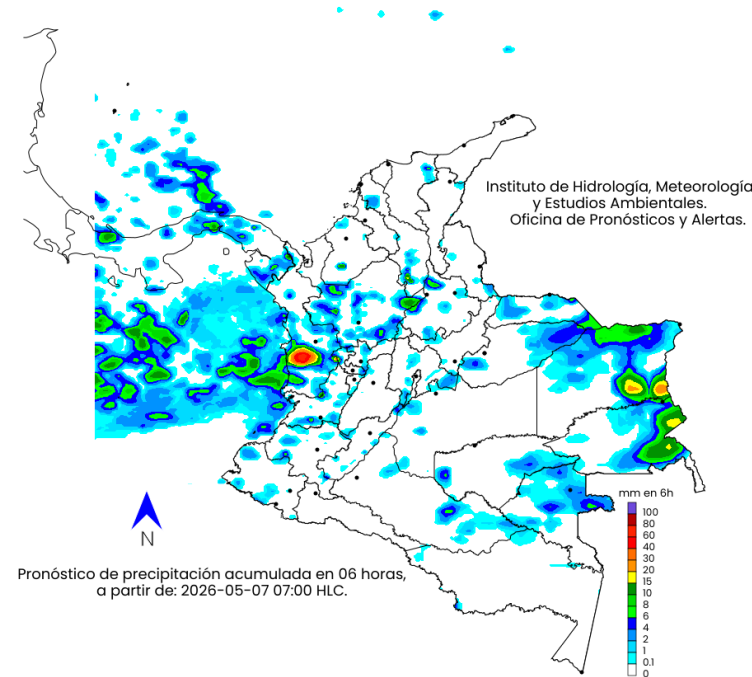 Instituto de Hidrología, Meteorología
y Estudios Ambientales.
Oficina de Pronósticos y Alertas.
N
Pronóstico de precipitación acumulada en 06 horas,
a partir de: 2026-05-07 07:00 HLC.
mm en 6h
100
80
60
40
30
20
15
10
8
6
4
2
1
0.1
0